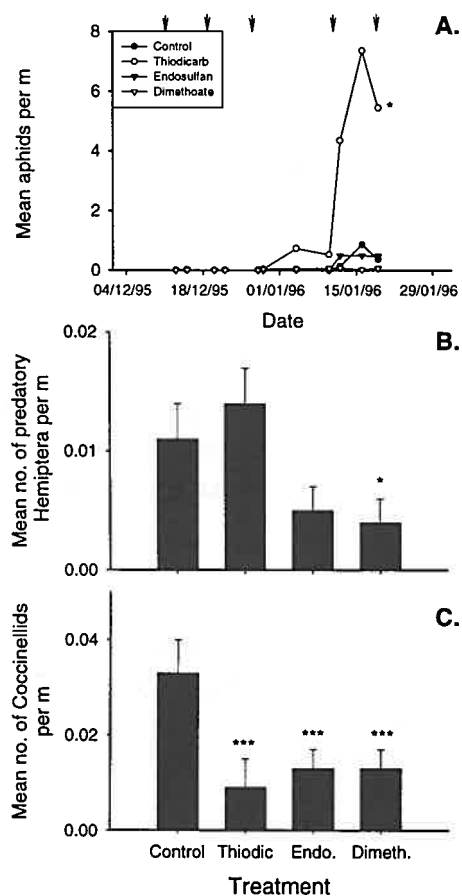 A.
8
6
4
2
0
Mean aphids per m
Control
Thiodicarb
Endosulfan
Dimethoate
*
04/12/95 18/12/95 01/01/96 15/01/96 29/01/96
Date
B.
0.02
0.01
0.00
Mean no. of predatory
Hemiptera per m
*
C.
0.04
0.02
0.00
Mean no. of Coccinellids
per m
*** *** ***
Control Thiodic Endo. Dimeth.
Treatment